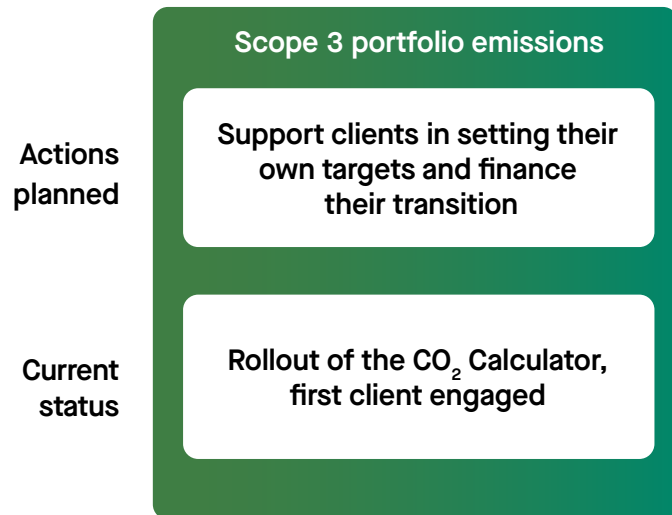 Scope 3 portfolio emissions
Actions
planned
Support clients in setting their
own targets and finance
their transition
Current
status
Rollout of the CO₂ Calculator,
first client engaged